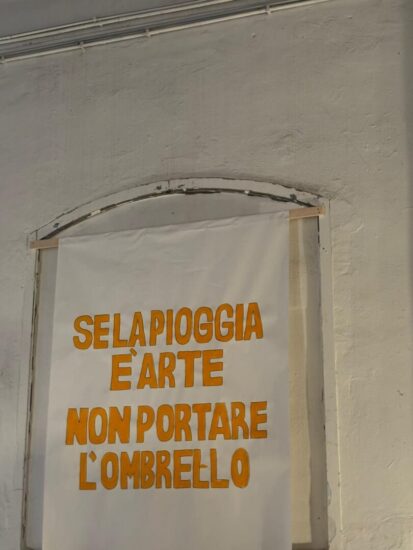 SE LA PIOGGIA
E' ARTE
NON PORTARE
L'OMBRELLO